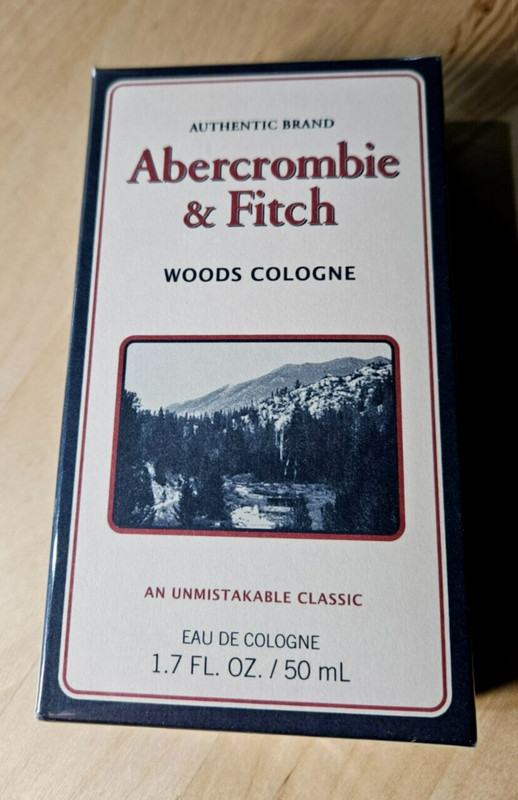 AUTHENTIC BRAND
Abercrombie
& Fitch
WOODS COLOGNE
AN UNMISTAKABLE CLASSIC
EAU DE COLOGNE
1.7 FL. OZ. / 50 mL